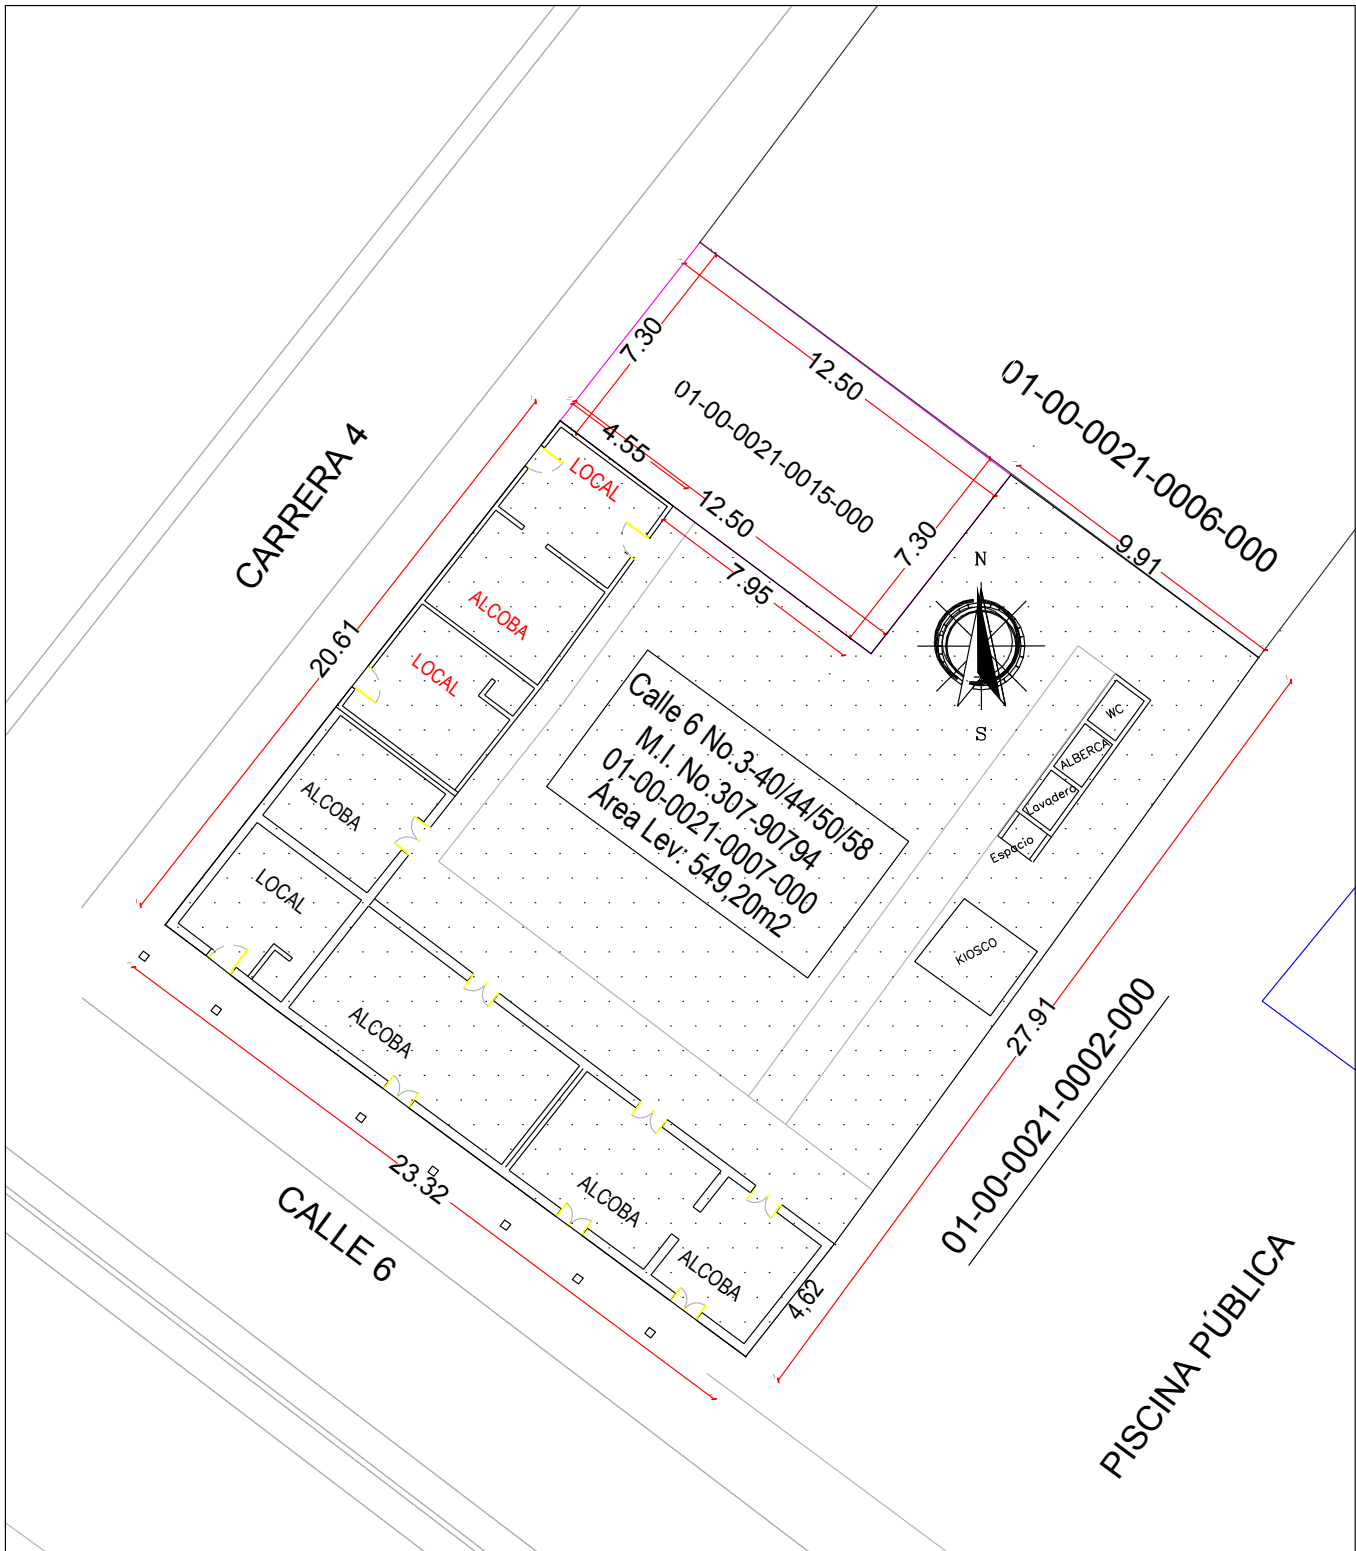 7.30
12.50
01-00-0021-0006-000
01-00-0021-0015-000
4.55
LOCAL
12.50
7.30
9.91
CARRERA 4
7.95
N
S
ALCOBA
20.61
LOCAL
Calle 6 No.3-40/44/50/58
M.I. No.307-90794
01-00-0021-0007-000
Área Lev: 549,20m2
WC
ALBERCA
Lavadero
Espacio
ALCOBA
LOCAL
KIOSCO
ALCOBA
27.91
01-00-0021-0002-000
23.32
CALLE 6
ALCOBA
ALCOBA
4,62
PISCINA PÚBLICA